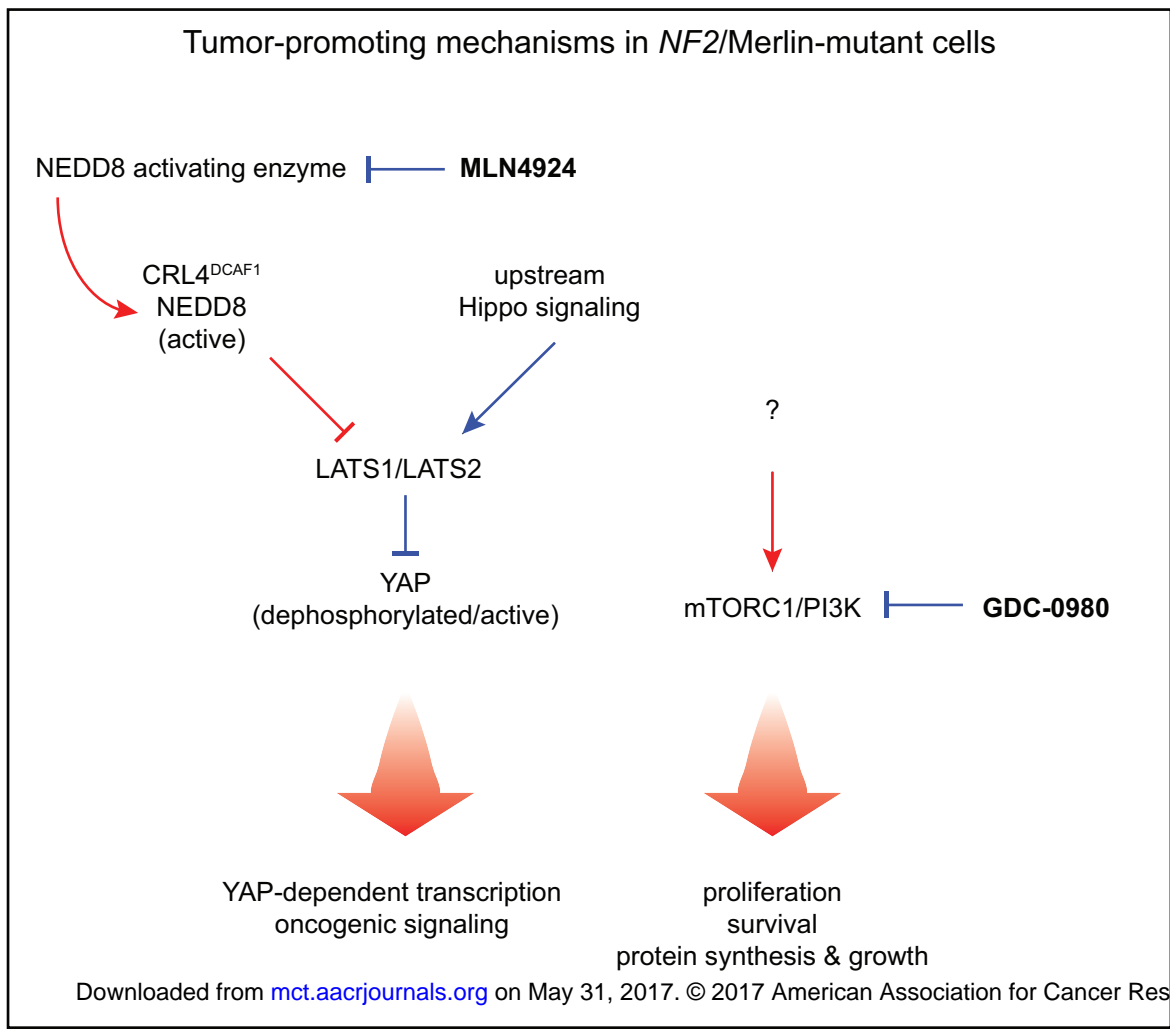 Tumor-promoting mechanisms in NF2/Merlin-mutant cells
NEDD8 activating enzyme
MLN4924
CRL4DCAF1
NEDD8
(active)
upstream
Hippo signaling
?
LATS1/LATS2
YAP
(dephosphorylated/active)
mTORC1/PI3K
GDC-0980
YAP-dependent transcription
oncogenic signaling
proliferation
survival
protein synthesis & growth
Downloaded from mct.aacrjournals.org on May 31, 2017. © 2017 American Association for Cancer Res